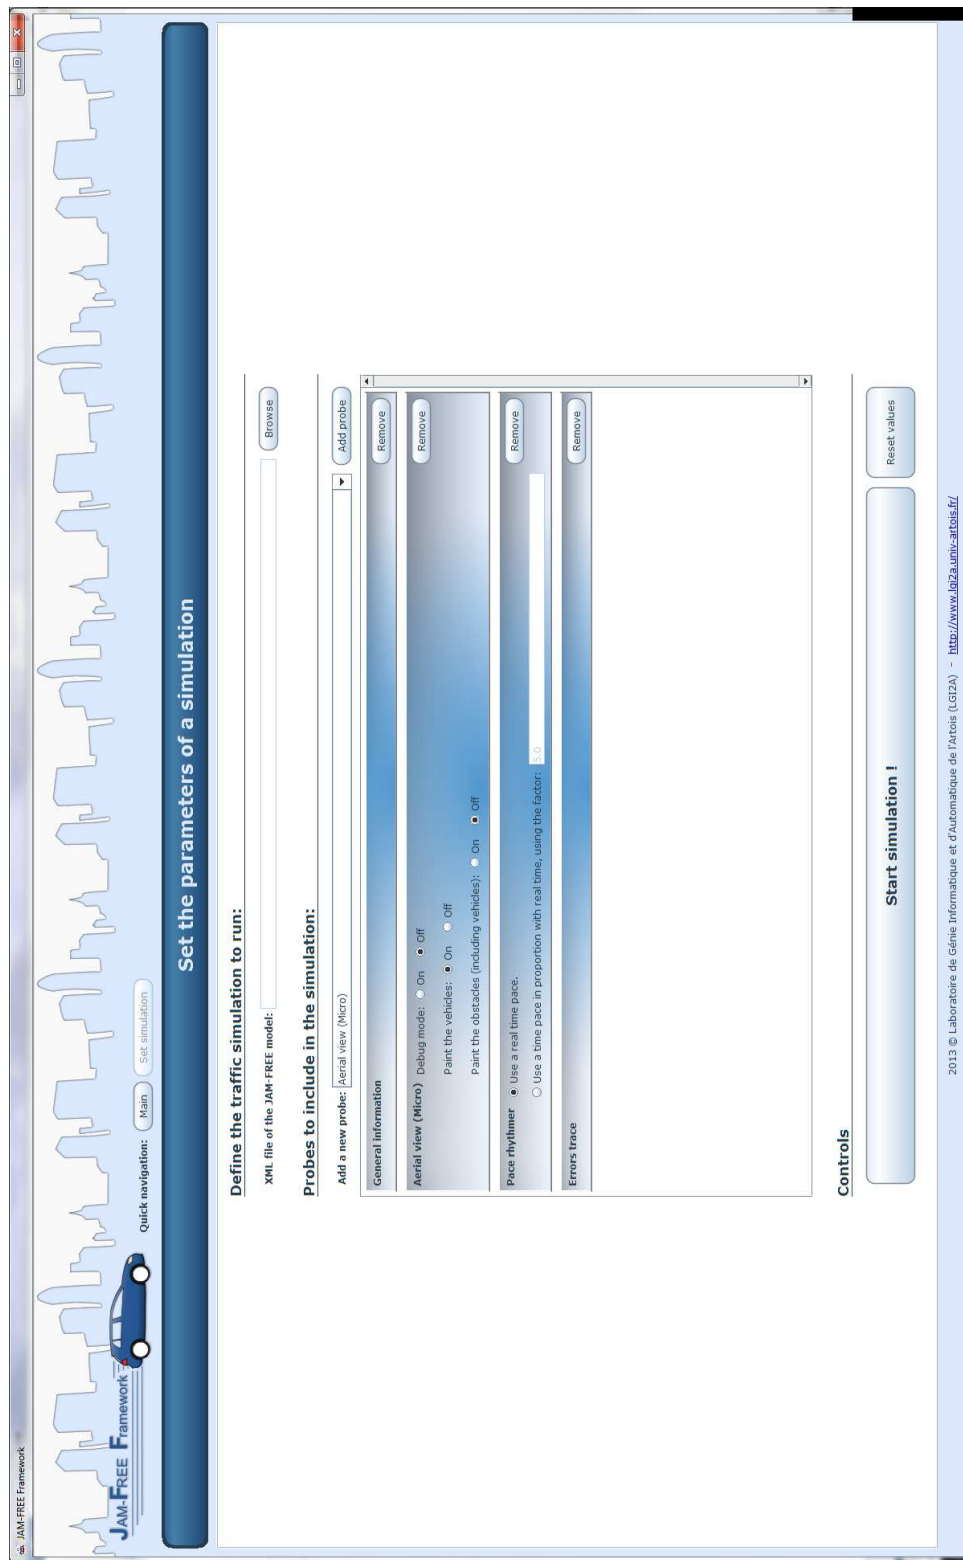 JAM-FREE Framework
JAM-FREE FRAMEWORK
Quick navigation: Main Set simulation
Set the parameters of a simulation
Define the traffic simulation to run:
XML file of the JAM-FREE model: Browse
Probes to include in the simulation:
Add a new probe: Aerial view (Micro) Add probe
General information Remove
Aerial view (Micro) Debug mode: On Off Remove
Paint the vehicles: On Off
Paint the obstacles (including vehicles): On Off
Pace rhythmer Use a real time pace. Remove
Use a time pace in proportion with real time, using the factor: 5.0
Errors trace Remove
Controls
Start simulation ! Reset values
2013 © Laboratoire de Génie Informatique et d'Automatique de l'Artois (LGI2A) - http://www.lgi2a.univ-artois.fr/